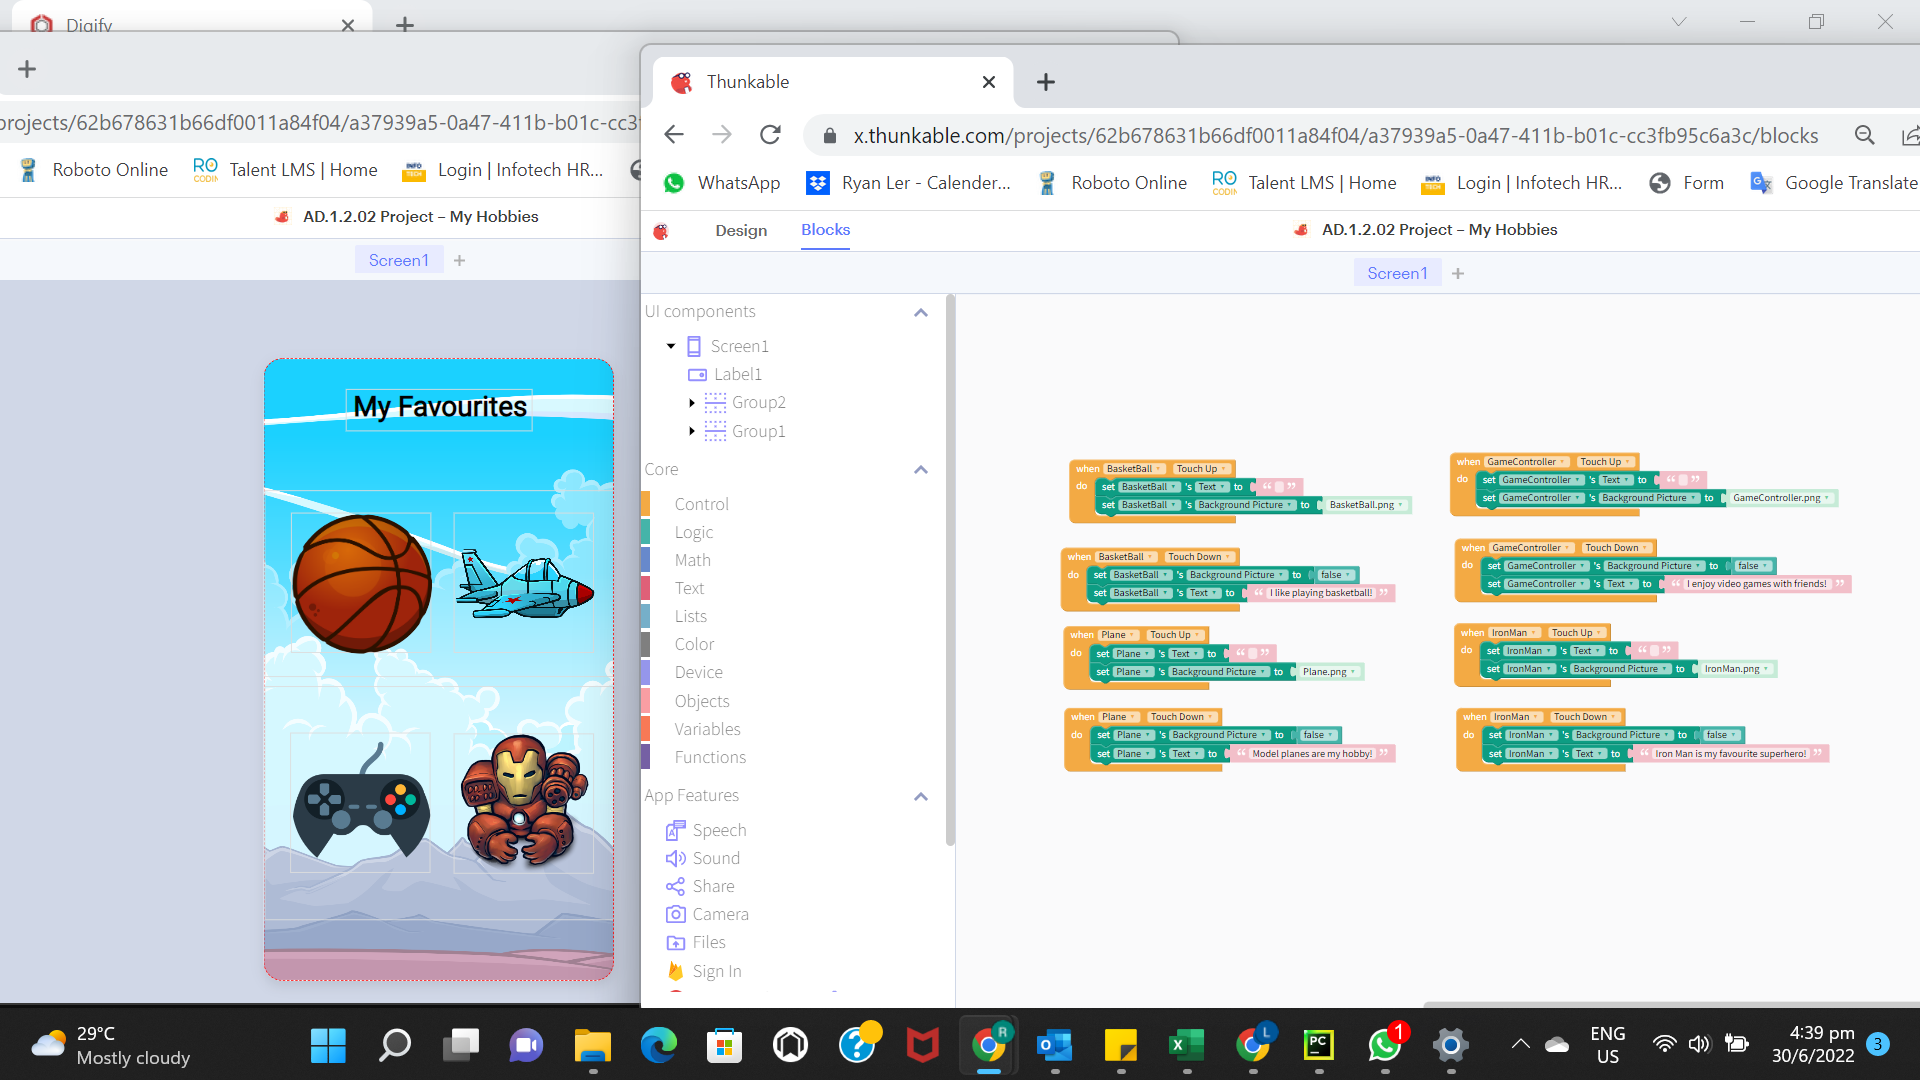 Digify
projects/62b678631b66df0011a84f04/a37939a5-0a47-411b-b01c-cc3f
Roboto Online
Talent LMS | Home
Login | Infotech HR...
AD.1.2.02 Project – My Hobbies
Screen1
My Favourites
Thunkable
x.thunkable.com/projects/62b678631b66df0011a84f04/a37939a5-0a47-411b-b01c-cc3fb95c6a3c/blocks
WhatsApp
Ryan Ler - Calender...
Roboto Online
Talent LMS | Home
Login | Infotech HR...
Form
Google Translate
Design
Blocks
AD.1.2.02 Project – My Hobbies
Screen1
UI components
Screen1
Label1
Group2
Group1
Core
Control
Logic
Math
Text
Lists
Color
Device
Objects
Variables
Functions
App Features
Speech
Sound
Share
Camera
Files
Sign In
when BasketBall Touch Up
do set BasketBall 's Text to “ ”
set BasketBall 's Background Picture to BasketBall.png
when BasketBall Touch Down
do set BasketBall 's Background Picture to false
set BasketBall 's Text to “ I like playing basketball! ”
when Plane Touch Up
do set Plane 's Text to “ ”
set Plane 's Background Picture to Plane.png
when Plane Touch Down
do set Plane 's Background Picture to false
set Plane 's Text to “ Model planes are my hobby! ”
when GameController Touch Up
do set GameController 's Text to “ ”
set GameController 's Background Picture to GameController.png
when GameController Touch Down
do set GameController 's Background Picture to false
set GameController 's Text to “ I enjoy video games with friends! ”
when IronMan Touch Up
do set IronMan 's Text to “ ”
set IronMan 's Background Picture to IronMan.png
when IronMan Touch Down
do set IronMan 's Background Picture to false
set IronMan 's Text to “ Iron Man is my favourite superhero! ”
29°C
Mostly cloudy
R
L
PC
1
ENG
US
4:39 pm
30/6/2022
3